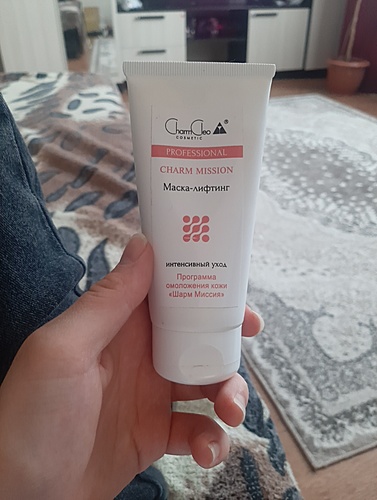 CharmCleo®
COSMETIC
PROFESSIONAL
CHARM MISSION
Маска-лифтинг
интенсивный уход
Программа
омоложения кожи
«Шарм Миссия»